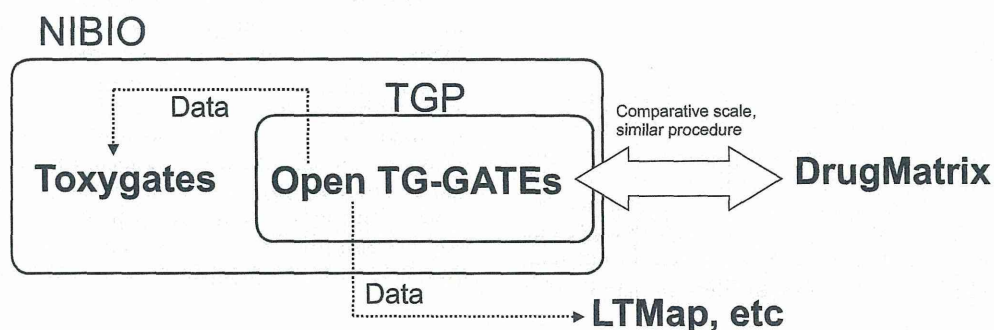 NIBIO
TGP
Data
Comparative scale,
similar procedure
Toxygates
Open TG-GATEs
DrugMatrix
Data
LTMap, etc